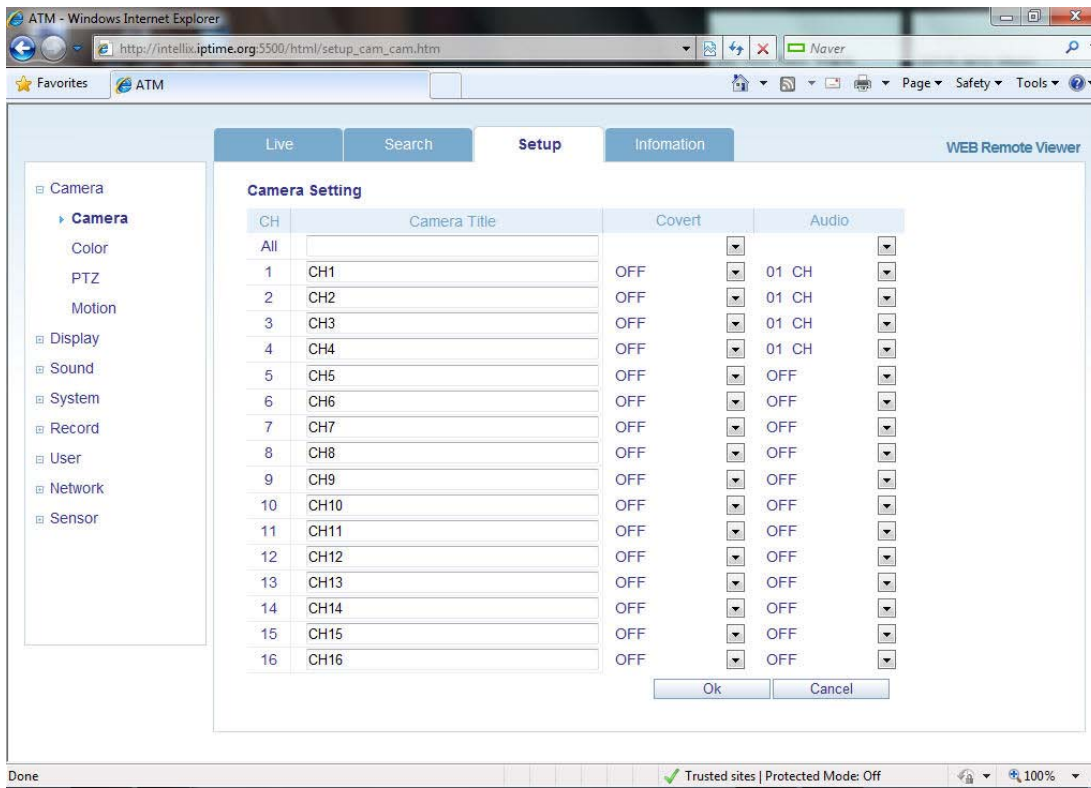 ATM - Windows Internet Explorer
http://intellix.iptime.org:5500/html/setup_cam_cam.htm
Naver
Favorites ATM Page Safety Tools
Live Search Setup Infomation WEB Remote Viewer
Camera
Camera
Color
PTZ
Motion
Display
Sound
System
Record
User
Network
Sensor
Camera Setting
CH Camera Title Covert Audio
All
1 CH1 OFF 01 CH
2 CH2 OFF 01 CH
3 CH3 OFF 01 CH
4 CH4 OFF 01 CH
5 CH5 OFF OFF
6 CH6 OFF OFF
7 CH7 OFF OFF
8 CH8 OFF OFF
9 CH9 OFF OFF
10 CH10 OFF OFF
11 CH11 OFF OFF
12 CH12 OFF OFF
13 CH13 OFF OFF
14 CH14 OFF OFF
15 CH15 OFF OFF
16 CH16 OFF OFF
Ok Cancel
Done Trusted sites | Protected Mode: Off 100%